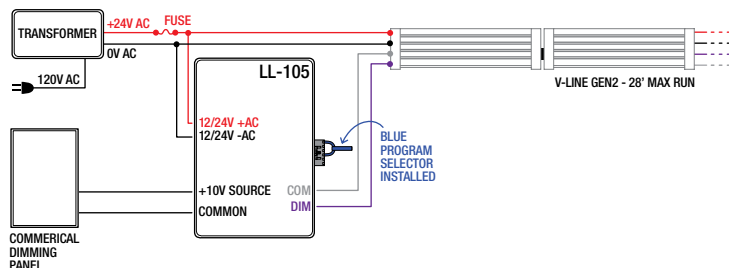 +24V AC
FUSE
TRANSFORMER
0V AC
120V AC
LL-105
V-LINE GEN2 - 28' MAX RUN
12/24V +AC
12/24V -AC
BLUE
PROGRAM
SELECTOR
INSTALLED
+10V SOURCE
COM
COMMON
DIM
COMMERICAL
DIMMING
PANEL